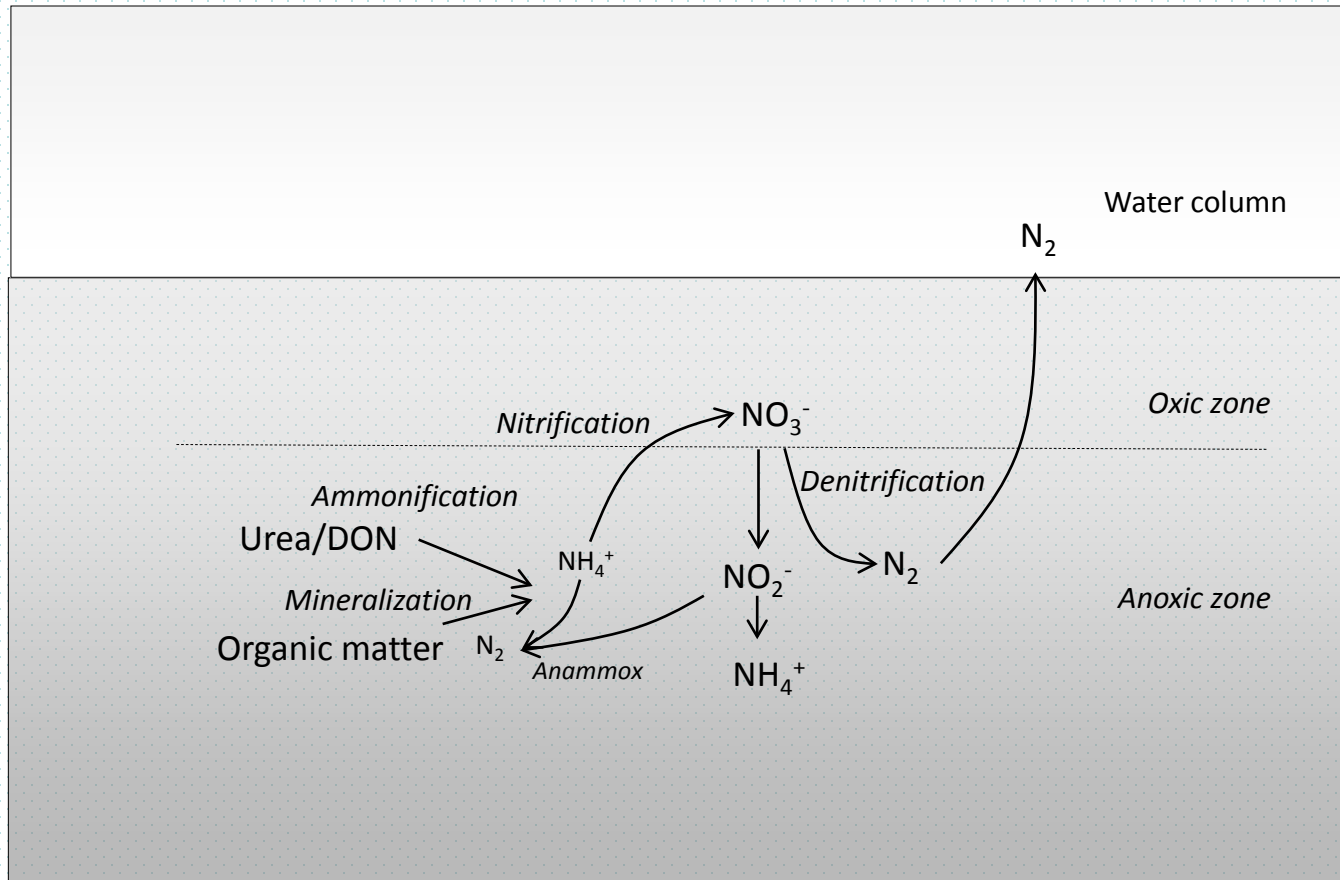 Water column
N₂
Oxic zone
Nitrification
NO₃⁻
Ammonification
Denitrification
Urea/DON
NH₄⁺
NO₂⁻
N₂
Mineralization
Anoxic zone
Organic matter
N₂
Anammox
NH₄⁺